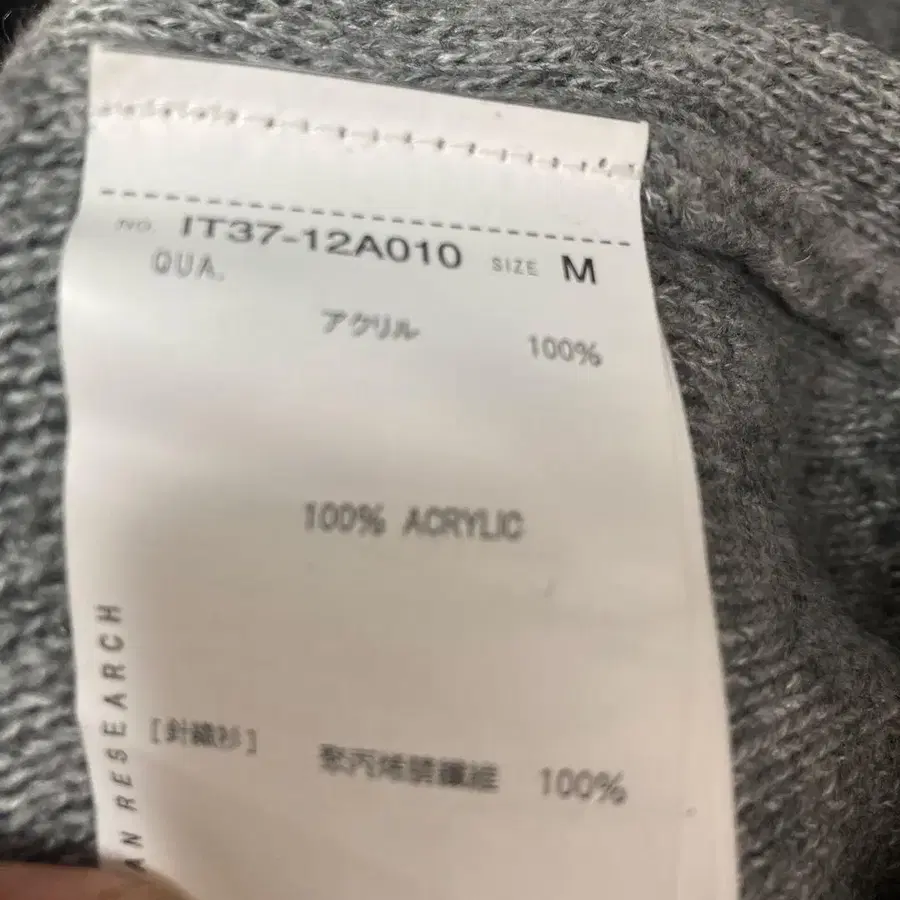 NO. IT37-12A010 SIZE M
QUA.
アクリル 100%
100% ACRYLIC
[針織衫]
聚丙烯腈纖維 100%
AN RESEARCH